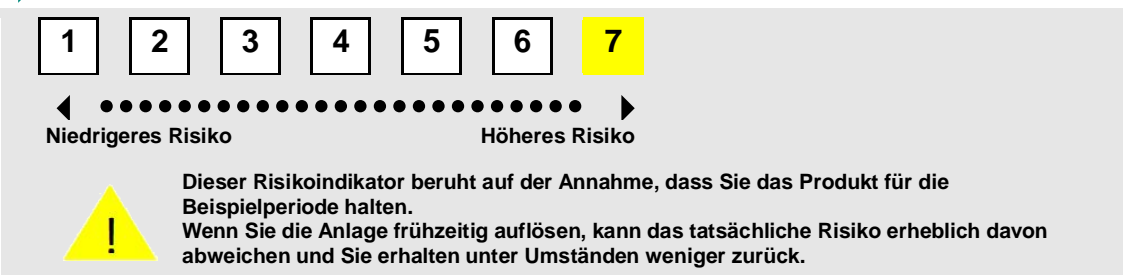 1 2 3 4 5 6 7
Niedrigeres Risiko Höheres Risiko
Dieser Risikoindikator beruht auf der Annahme, dass Sie das Produkt für die
Beispielperiode halten.
Wenn Sie die Anlage frühzeitig auflösen, kann das tatsächliche Risiko erheblich davon
abweichen und Sie erhalten unter Umständen weniger zurück.
!